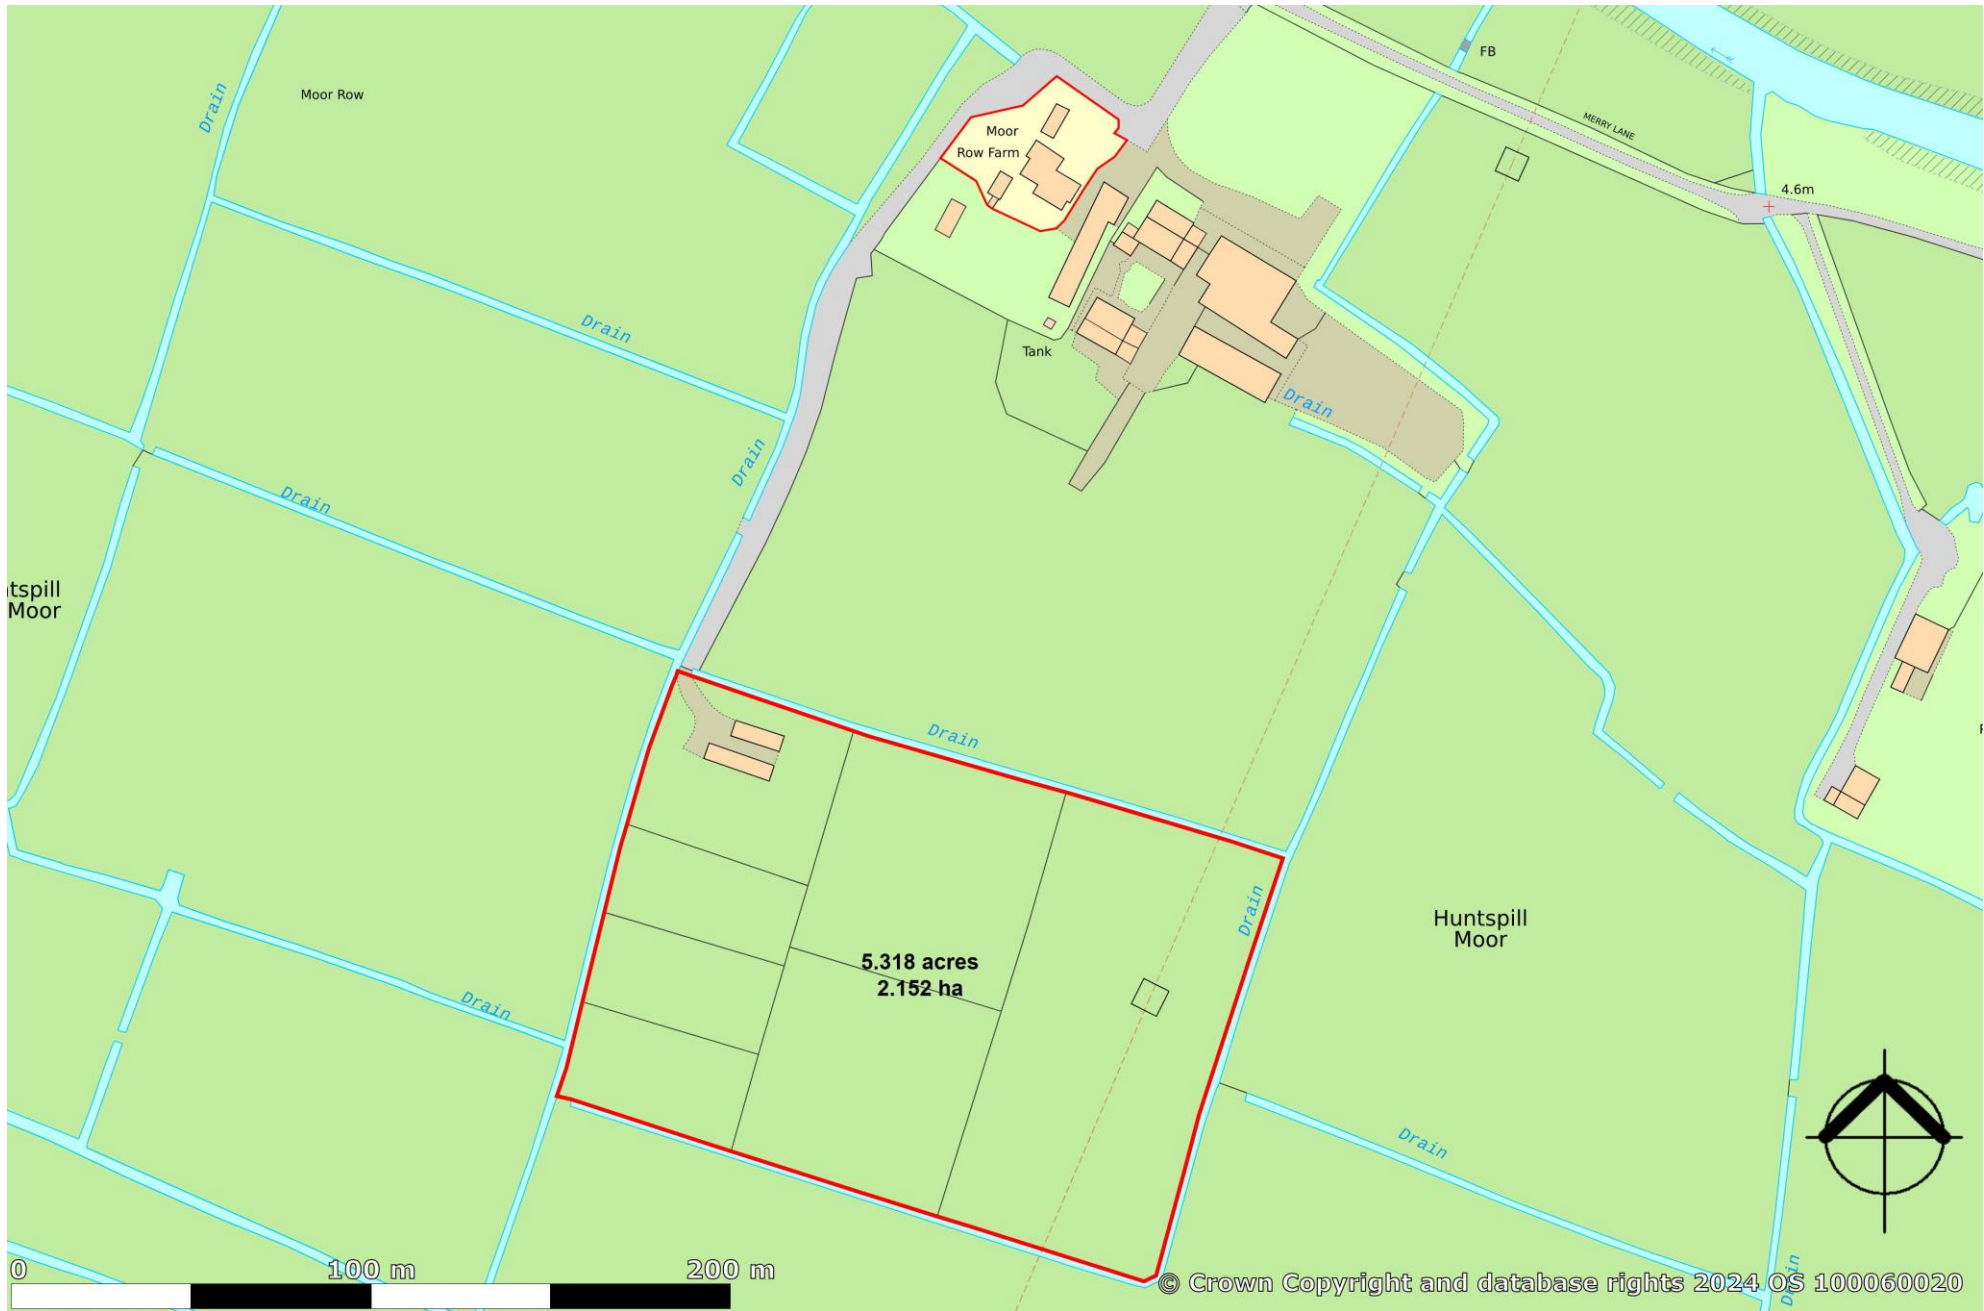 FB
Moor Row
Drain
MERRY LANE
Moor
Row Farm
4.6m
Drain
Tank
Drain
Drain
Drain
ntspill
Moor
Drain
Drain
Huntspill
Moor
5.318 acres
2.152 ha
Drain
Drain
Drain
0
100 m
200 m
© Crown Copyright and database rights 2024 OS 100060020